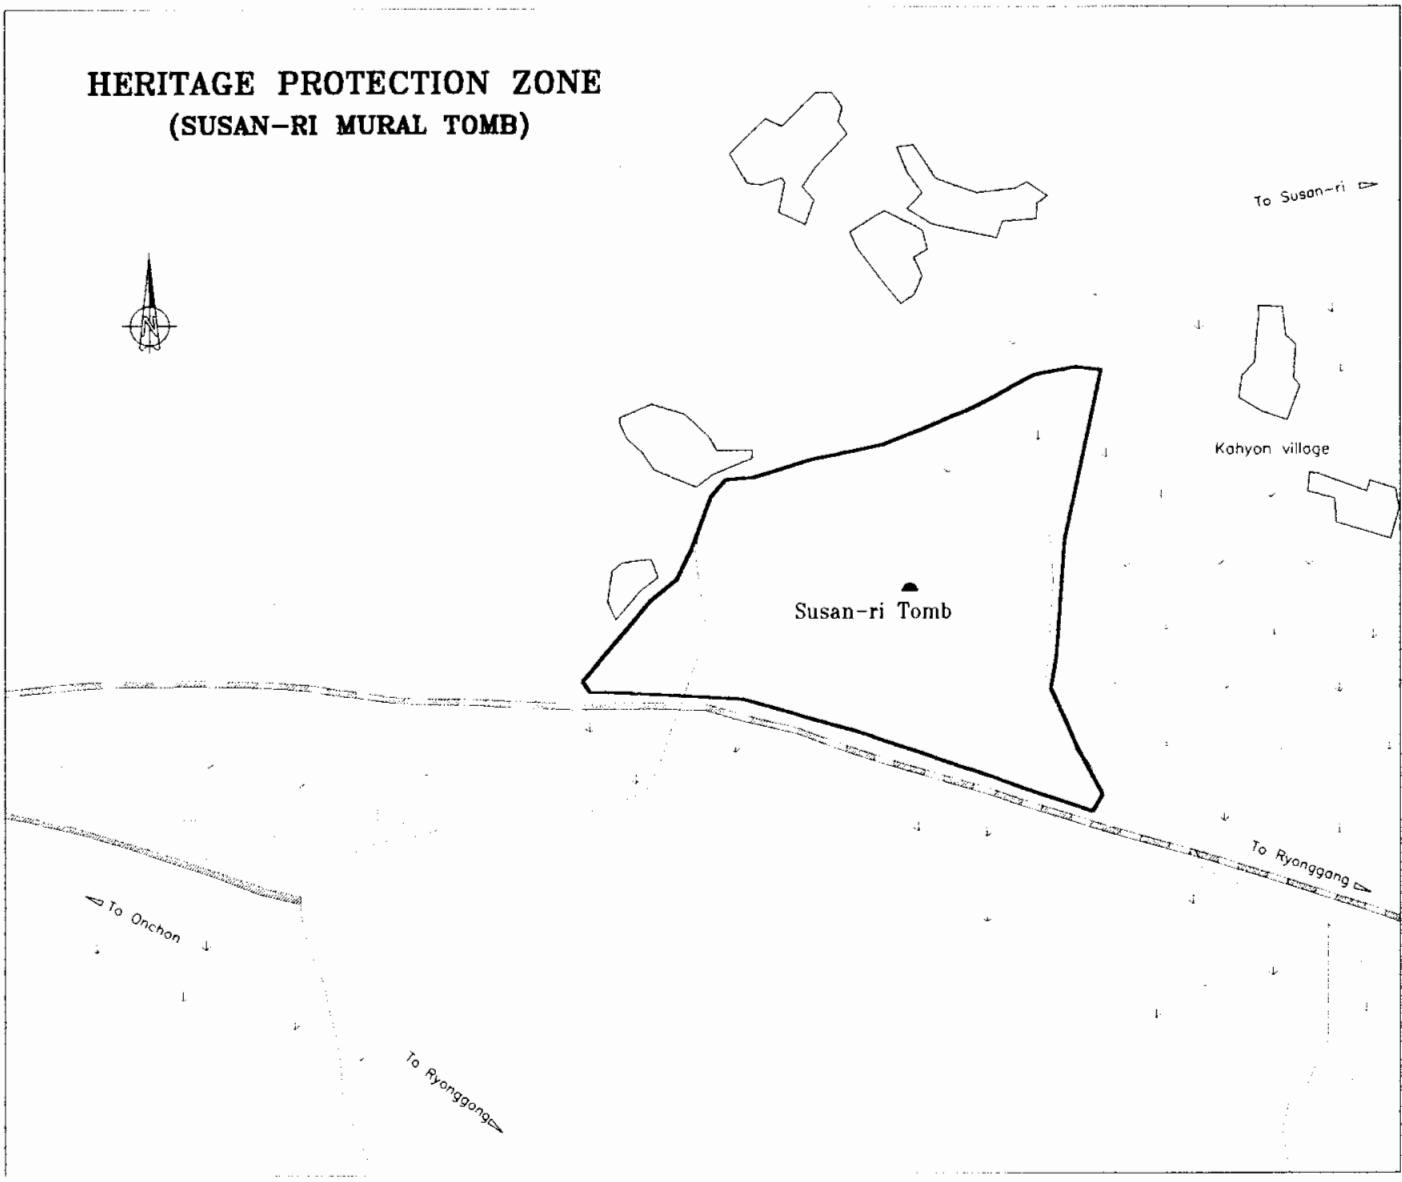 HERITAGE PROTECTION ZONE
(SUSAN-RI MURAL TOMB)
To Susan-ri
N
Kahyon village
Susan-ri Tomb
To Ryonggang
To Onchon
To Ryonggang